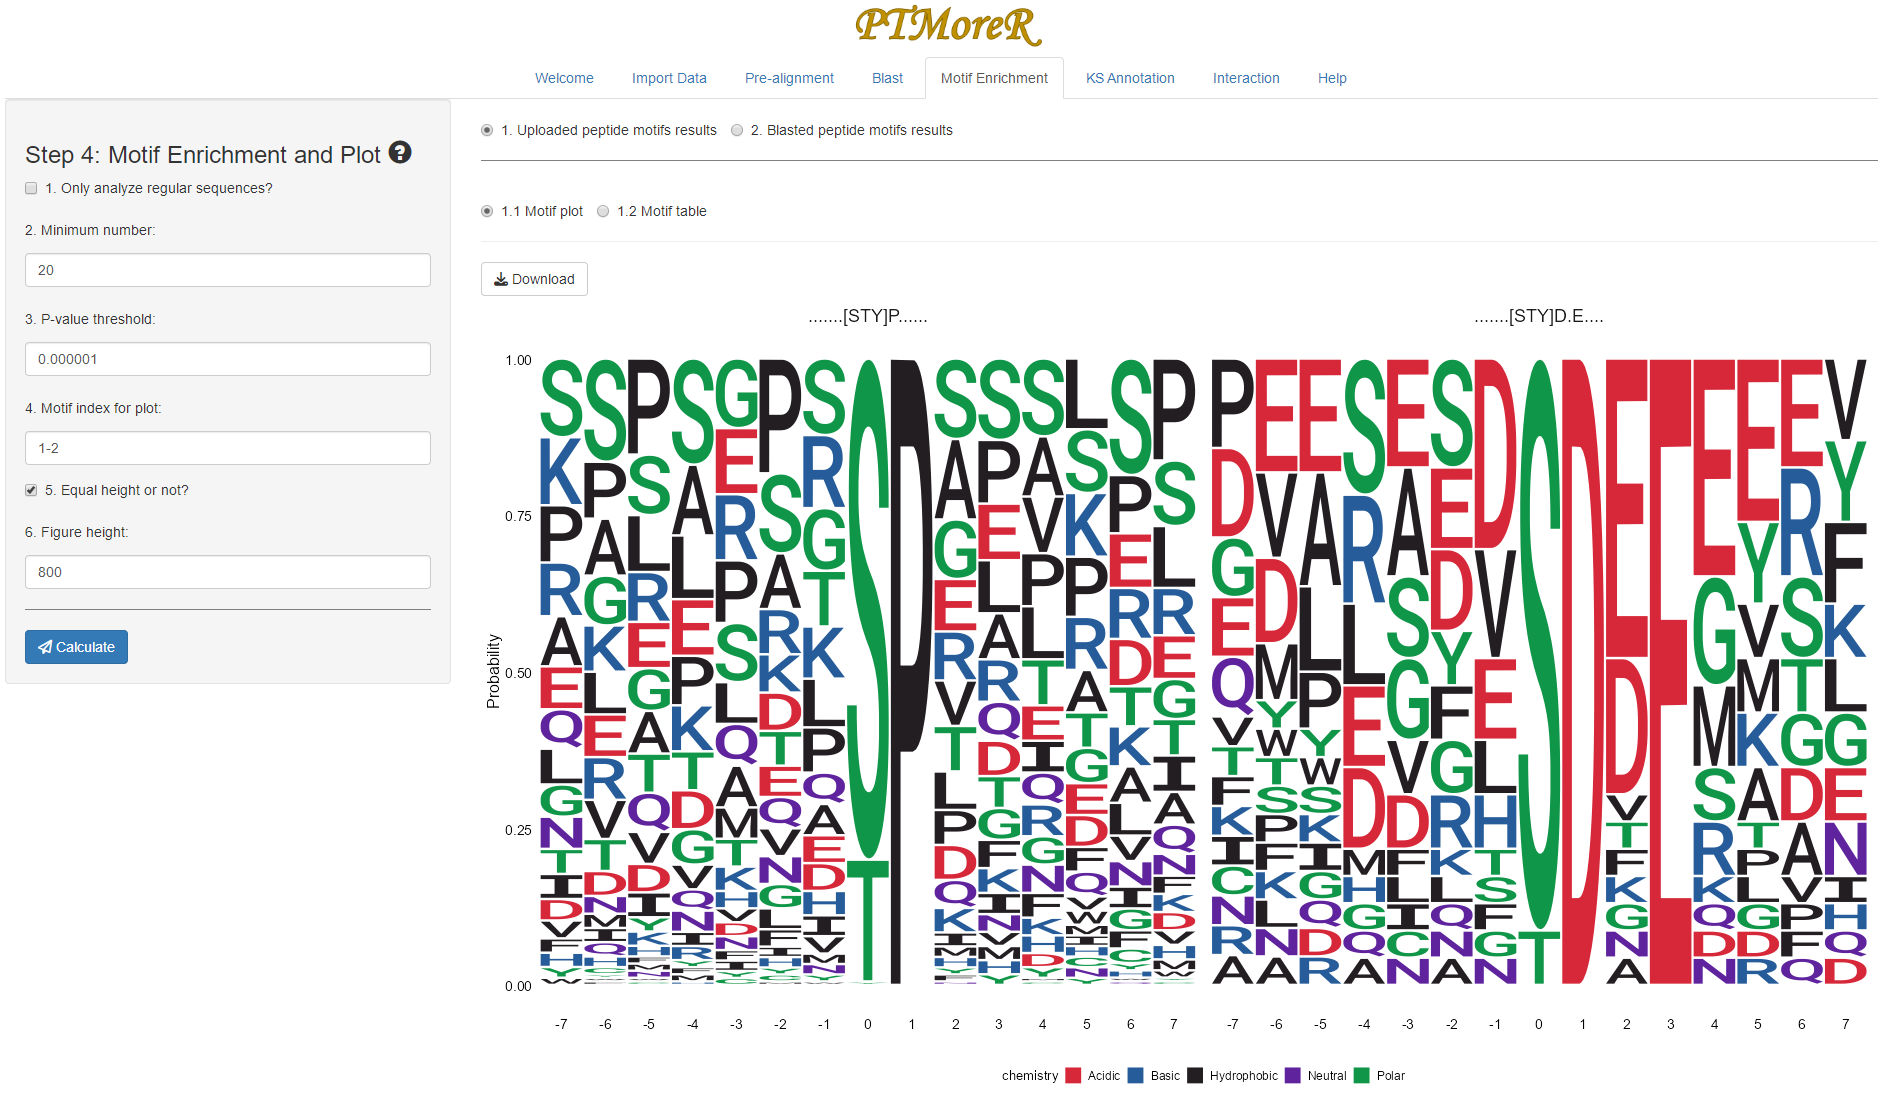 PTMoreR
Welcome Import Data Pre-alignment Blast Motif Enrichment KS Annotation Interaction Help
Step 4: Motif Enrichment and Plot ?
1. Only analyze regular sequences?
2. Minimum number:
20
3. P-value threshold:
0.000001
4. Motif index for plot:
1-2
5. Equal height or not?
6. Figure height:
800
Calculate
1. Uploaded peptide motifs results 2. Blasted peptide motifs results
1.1 Motif plot 1.2 Motif table
Download
.......[STY]P...... .......[STY]D.E....
Probability
1.00
0.75
0.50
0.25
0.00
-7 -6 -5 -4 -3 -2 -1 0 1 2 3 4 5 6 7 -7 -6 -5 -4 -3 -2 -1 0 1 2 3 4 5 6 7
chemistry Acidic Basic Hydrophobic Neutral Polar